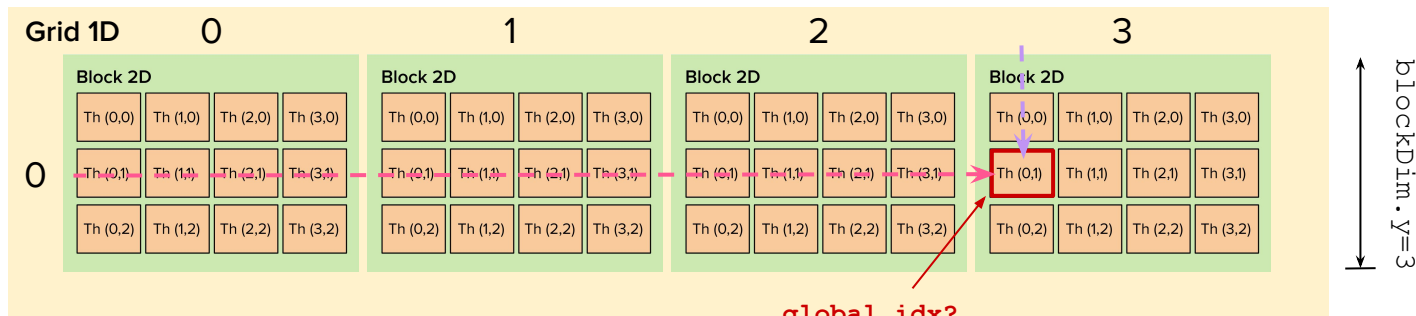 Grid 1D 0 1 2 3
Block 2D Block 2D Block 2D Block 2D
Th (0,0) Th (1,0) Th (2,0) Th (3,0) Th (0,0) Th (1,0) Th (2,0) Th (3,0) Th (0,0) Th (1,0) Th (2,0) Th (3,0) Th (0,0) Th (1,0) Th (2,0) Th (3,0)
0 Th (0,1) Th (1,1) Th (2,1) Th (3,1) Th (0,1) Th (1,1) Th (2,1) Th (3,1) Th (0,1) Th (1,1) Th (2,1) Th (3,1) Th (0,1) Th (1,1) Th (2,1) Th (3,1)
Th (0,2) Th (1,2) Th (2,2) Th (3,2) Th (0,2) Th (1,2) Th (2,2) Th (3,2) Th (0,2) Th (1,2) Th (2,2) Th (3,2) Th (0,2) Th (1,2) Th (2,2) Th (3,2)
blockDim.y=3
global idx?